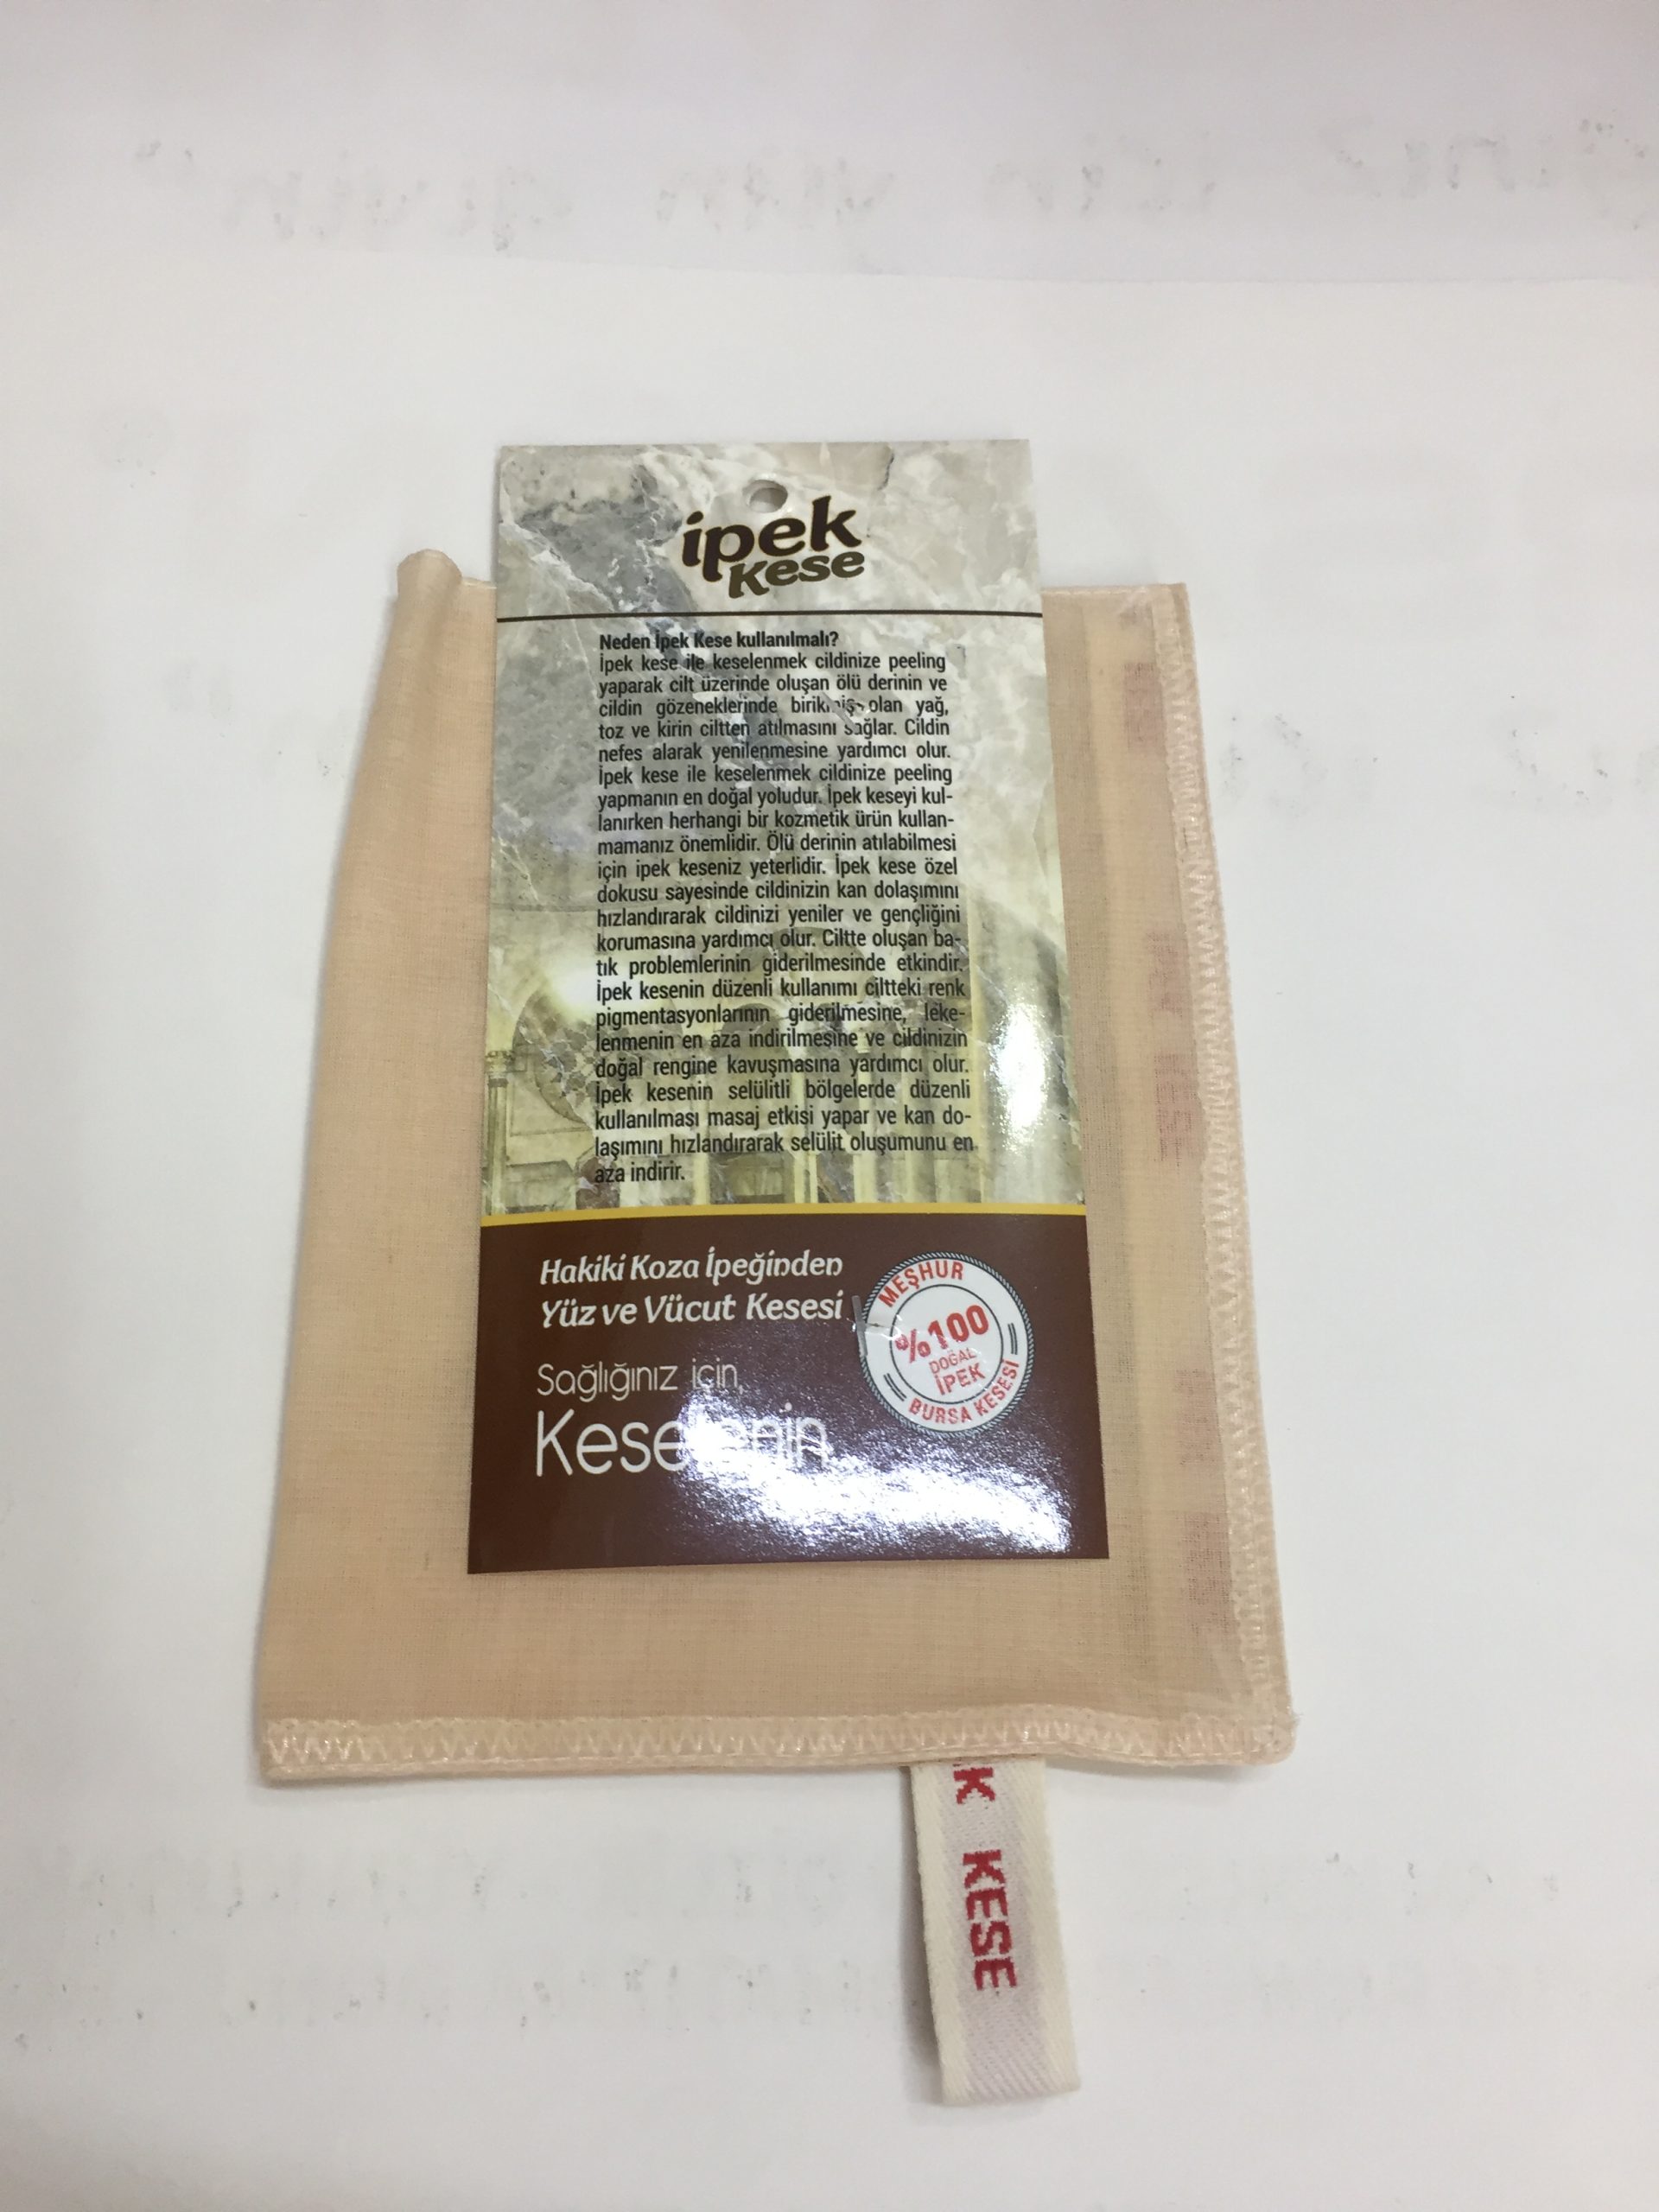 ipek
Kese
Neden İpek Kese kullanılmalı?
İpek kese ile keselenmek cildinize peeling
yaparak cilt üzerinde oluşan ölü derinin ve
cildin gözeneklerinde birikmiş olan yağ,
toz ve kirin ciltten atılmasını sağlar. Cildin
nefes alarak yenilenmesine yardımcı olur.
İpek kese ile keselenmek cildinize peeling
yapmanın en doğal yoludur. İpek keseyi kul-
lanırken herhangi bir kozmetik ürün kullan-
mamanız önemlidir. Ölü derinin atılabilmesi
için ipek keseniz yeterlidir. İpek kese özel
dokusu sayesinde cildinizin kan dolaşımını
hızlandırarak cildinizi yeniler ve gençliğini
korumasına yardımcı olur. Ciltte oluşan ba-
tık problemlerinin giderilmesinde etkindir.
İpek kesenin düzenli kullanımı ciltteki renk
pigmentasyonlarının giderilmesine, leke-
lenmenin en aza indirilmesine ve cildinizin
doğal rengine kavuşmasına yardımcı olur.
İpek kesenin selülitli bölgelerde düzenli
kullanılması masaj etkisi yapar ve kan do-
laşımını hızlandırarak selülit oluşumunu en
aza indirir.
Hakiki Koza İpeğinden
Yüz ve Vücut Kesesi
Sağlığınız için,
Keselenin
MEŞHUR
%100
DOĞAL
İPEK
BURSA KESESİ
K KESE